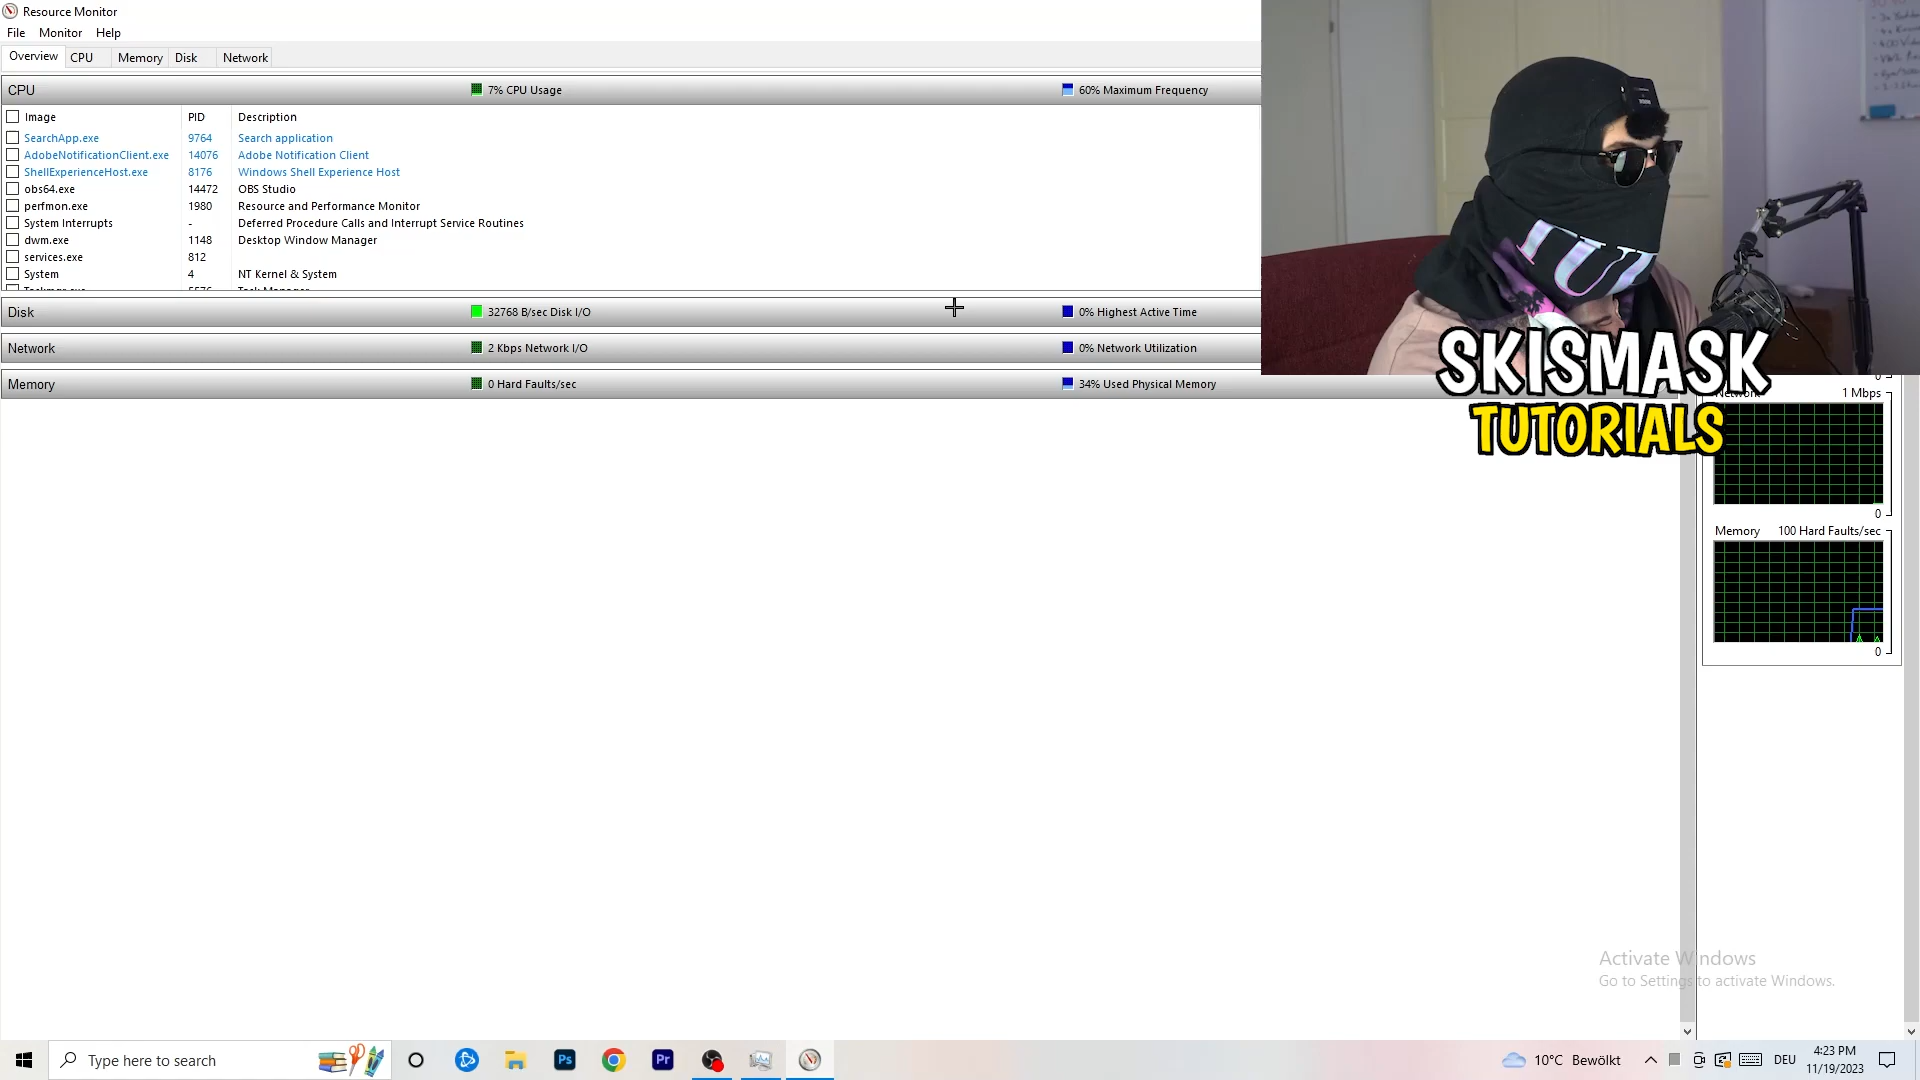 Resource Monitor
File Monitor Help
Overview CPU Memory Disk Network
CPU 7% CPU Usage 60% Maximum Frequency
Image PID Description
SearchApp.exe 9764 Search application
AdobeNotificationClient.exe 14076 Adobe Notification Client
ShellExperienceHost.exe 8176 Windows Shell Experience Host
obs64.exe 14472 OBS Studio
perfmon.exe 1980 Resource and Performance Monitor
System Interrupts - Deferred Procedure Calls and Interrupt Service Routines
dwm.exe 1148 Desktop Window Manager
services.exe 812
System 4 NT Kernel & System
Disk 32768 B/sec Disk I/O 0% Highest Active Time
Network 2 Kbps Network I/O 0% Network Utilization
Memory 0 Hard Faults/sec 34% Used Physical Memory
SKISMASK
TUTORIALS
Network 1 Mbps
0
Memory 100 Hard Faults/sec
0
Activate Windows
Go to Settings to activate Windows.
Type here to search
Ps
Pr
10°C Bewölkt
DEU
4:23 PM
11/19/2023